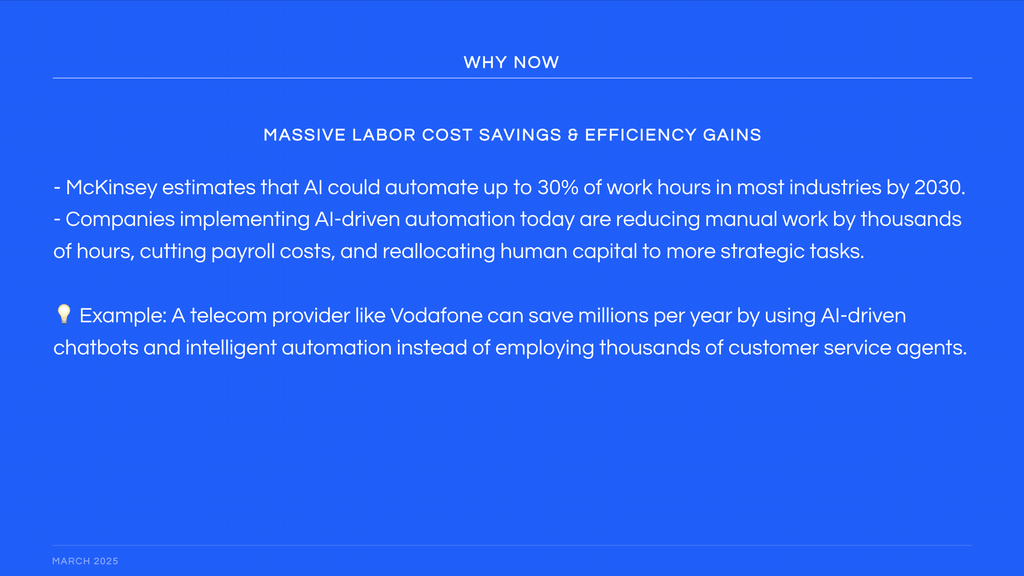 WHY NOW
MASSIVE LABOR COST SAVINGS & EFFICIENCY GAINS
- McKinsey estimates that AI could automate up to 30% of work hours in most industries by 2030.
- Companies implementing AI-driven automation today are reducing manual work by thousands
of hours, cutting payroll costs, and reallocating human capital to more strategic tasks.
💡 Example: A telecom provider like Vodafone can save millions per year by using AI-driven
chatbots and intelligent automation instead of employing thousands of customer service agents.
MARCH 2025